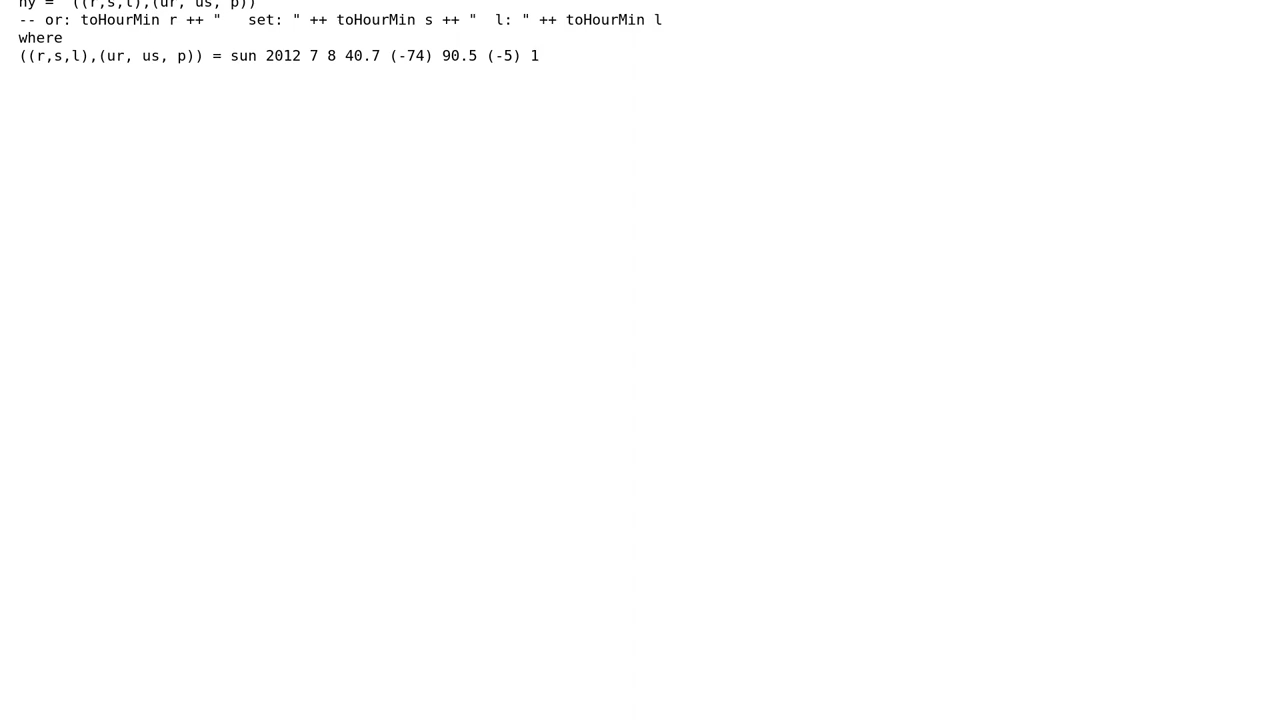 ny =  ((r,s,l),(ur, us, p))
-- or: toHourMin r ++ "   set: " ++ toHourMin s ++ "  l: " ++ toHourMin l
where
((r,s,l),(ur, us, p)) = sun 2012 7 8 40.7 (-74) 90.5 (-5) 1